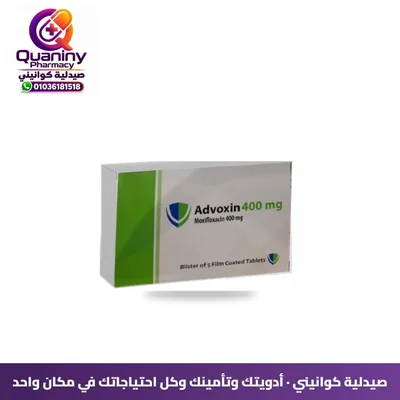 Quaniny
Pharmacy
صيدلية كوانيني
01036181518
Advoxin 400 mg
Moxifloxacin 400 mg
Blister of 5 Film Coated Tablets
صيدلية كوانيني - أدويتك وتأمينك وكل احتياجاتك في مكان واحد